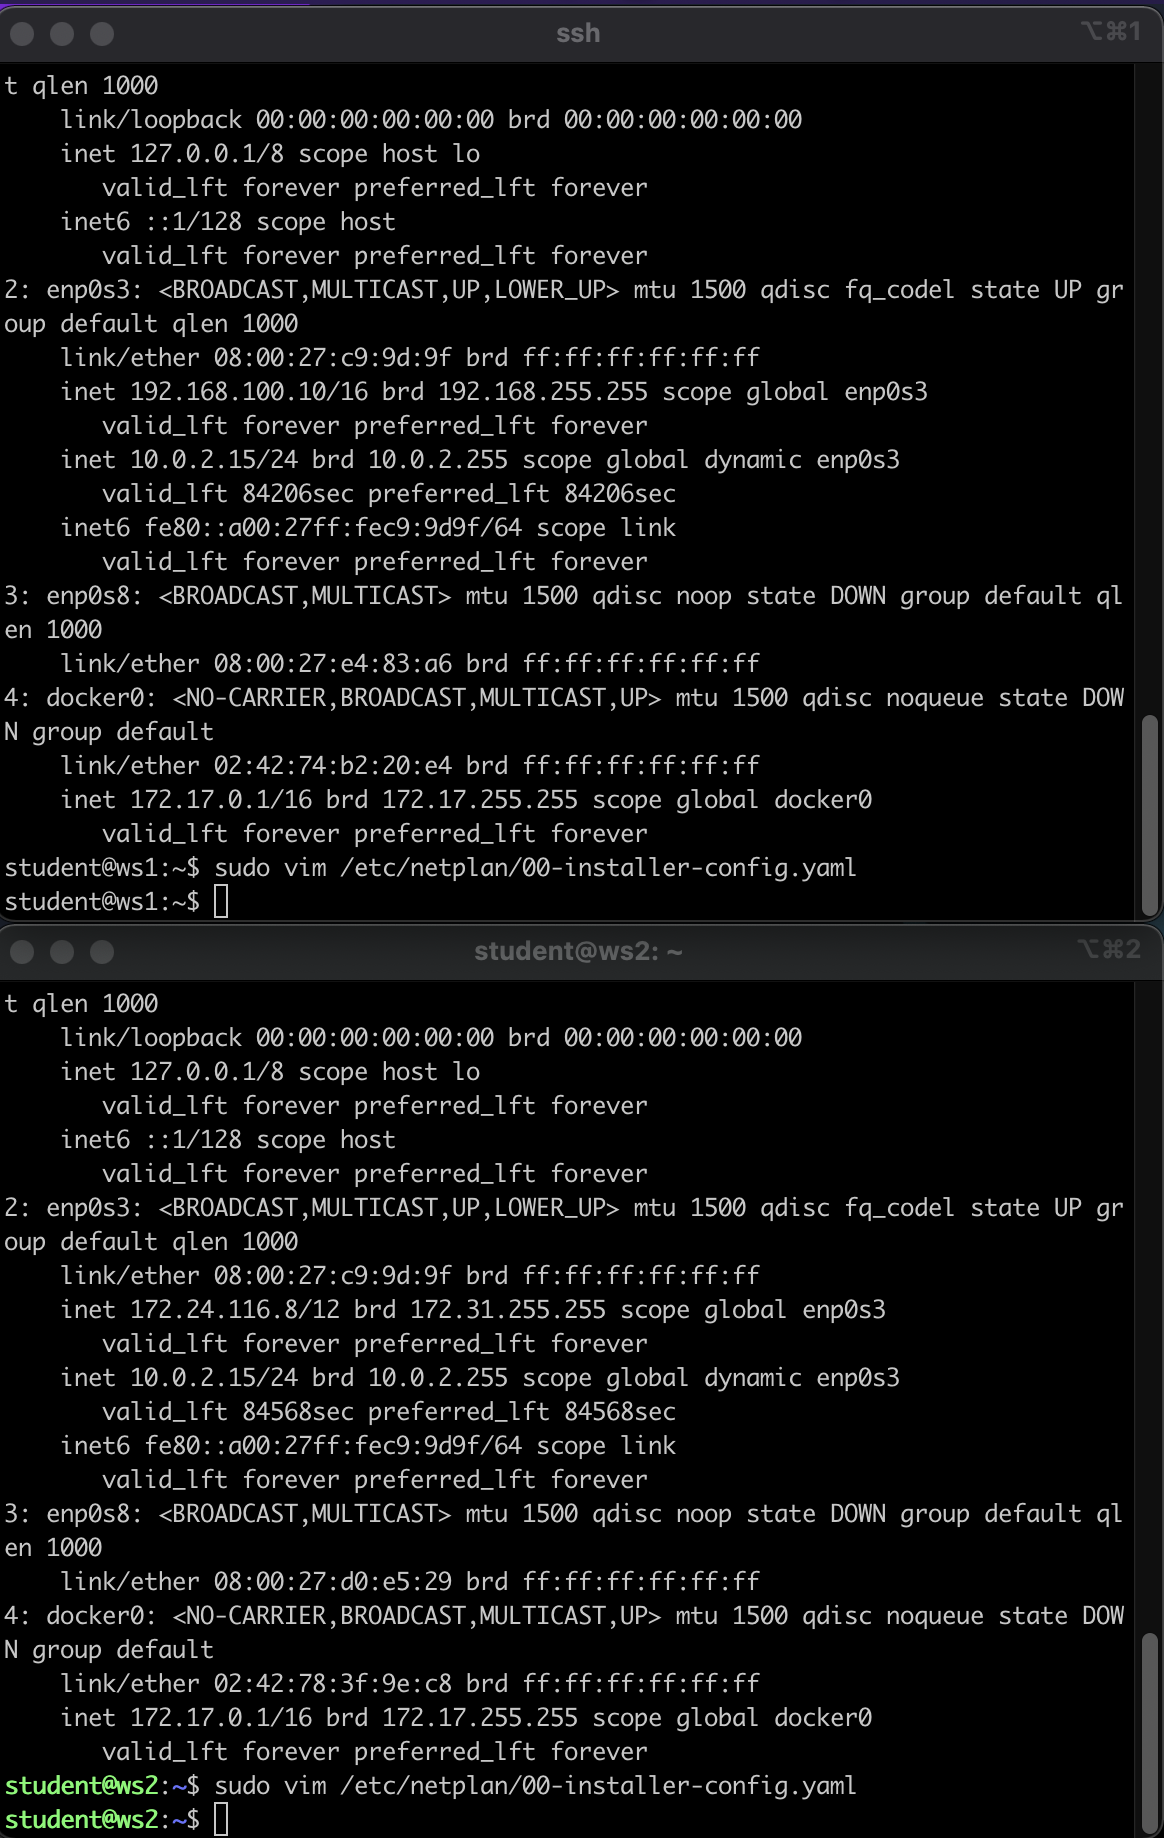 ssh
⌥⌘1
t qlen 1000
    link/loopback 00:00:00:00:00:00 brd 00:00:00:00:00:00
    inet 127.0.0.1/8 scope host lo
       valid_lft forever preferred_lft forever
    inet6 ::1/128 scope host
       valid_lft forever preferred_lft forever
2: enp0s3: <BROADCAST,MULTICAST,UP,LOWER_UP> mtu 1500 qdisc fq_codel state UP gr
oup default qlen 1000
    link/ether 08:00:27:c9:9d:9f brd ff:ff:ff:ff:ff:ff
    inet 192.168.100.10/16 brd 192.168.255.255 scope global enp0s3
       valid_lft forever preferred_lft forever
    inet 10.0.2.15/24 brd 10.0.2.255 scope global dynamic enp0s3
       valid_lft 84206sec preferred_lft 84206sec
    inet6 fe80::a00:27ff:fec9:9d9f/64 scope link
       valid_lft forever preferred_lft forever
3: enp0s8: <BROADCAST,MULTICAST> mtu 1500 qdisc noop state DOWN group default ql
en 1000
    link/ether 08:00:27:e4:83:a6 brd ff:ff:ff:ff:ff:ff
4: docker0: <NO-CARRIER,BROADCAST,MULTICAST,UP> mtu 1500 qdisc noqueue state DOW
N group default
    link/ether 02:42:74:b2:20:e4 brd ff:ff:ff:ff:ff:ff
    inet 172.17.0.1/16 brd 172.17.255.255 scope global docker0
       valid_lft forever preferred_lft forever
student@ws1:~$ sudo vim /etc/netplan/00-installer-config.yaml
student@ws1:~$
student@ws2: ~
⌥⌘2
t qlen 1000
    link/loopback 00:00:00:00:00:00 brd 00:00:00:00:00:00
    inet 127.0.0.1/8 scope host lo
       valid_lft forever preferred_lft forever
    inet6 ::1/128 scope host
       valid_lft forever preferred_lft forever
2: enp0s3: <BROADCAST,MULTICAST,UP,LOWER_UP> mtu 1500 qdisc fq_codel state UP gr
oup default qlen 1000
    link/ether 08:00:27:c9:9d:9f brd ff:ff:ff:ff:ff:ff
    inet 172.24.116.8/12 brd 172.31.255.255 scope global enp0s3
       valid_lft forever preferred_lft forever
    inet 10.0.2.15/24 brd 10.0.2.255 scope global dynamic enp0s3
       valid_lft 84568sec preferred_lft 84568sec
    inet6 fe80::a00:27ff:fec9:9d9f/64 scope link
       valid_lft forever preferred_lft forever
3: enp0s8: <BROADCAST,MULTICAST> mtu 1500 qdisc noop state DOWN group default ql
en 1000
    link/ether 08:00:27:d0:e5:29 brd ff:ff:ff:ff:ff:ff
4: docker0: <NO-CARRIER,BROADCAST,MULTICAST,UP> mtu 1500 qdisc noqueue state DOW
N group default
    link/ether 02:42:78:3f:9e:c8 brd ff:ff:ff:ff:ff:ff
    inet 172.17.0.1/16 brd 172.17.255.255 scope global docker0
       valid_lft forever preferred_lft forever
student@ws2:~$ sudo vim /etc/netplan/00-installer-config.yaml
student@ws2:~$